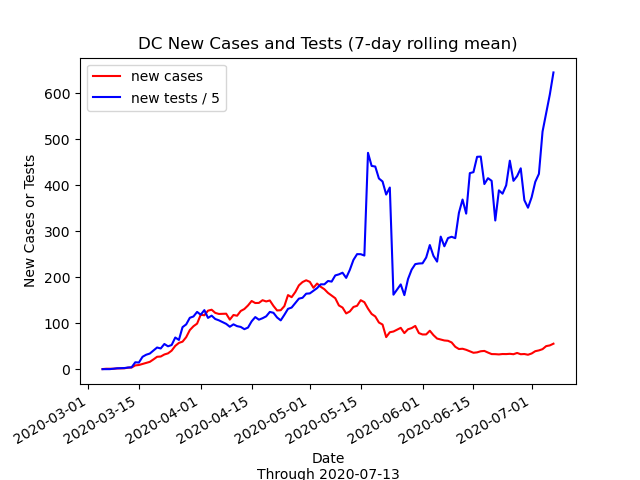 DC New Cases and Tests (7-day rolling mean)
new cases
new tests / 5
600
500
400
300
200
100
0
New Cases or Tests
2020-03-01
2020-03-15
2020-04-01
2020-04-15
2020-05-01
2020-05-15
2020-06-01
2020-06-15
2020-07-01
Date
Through 2020-07-13